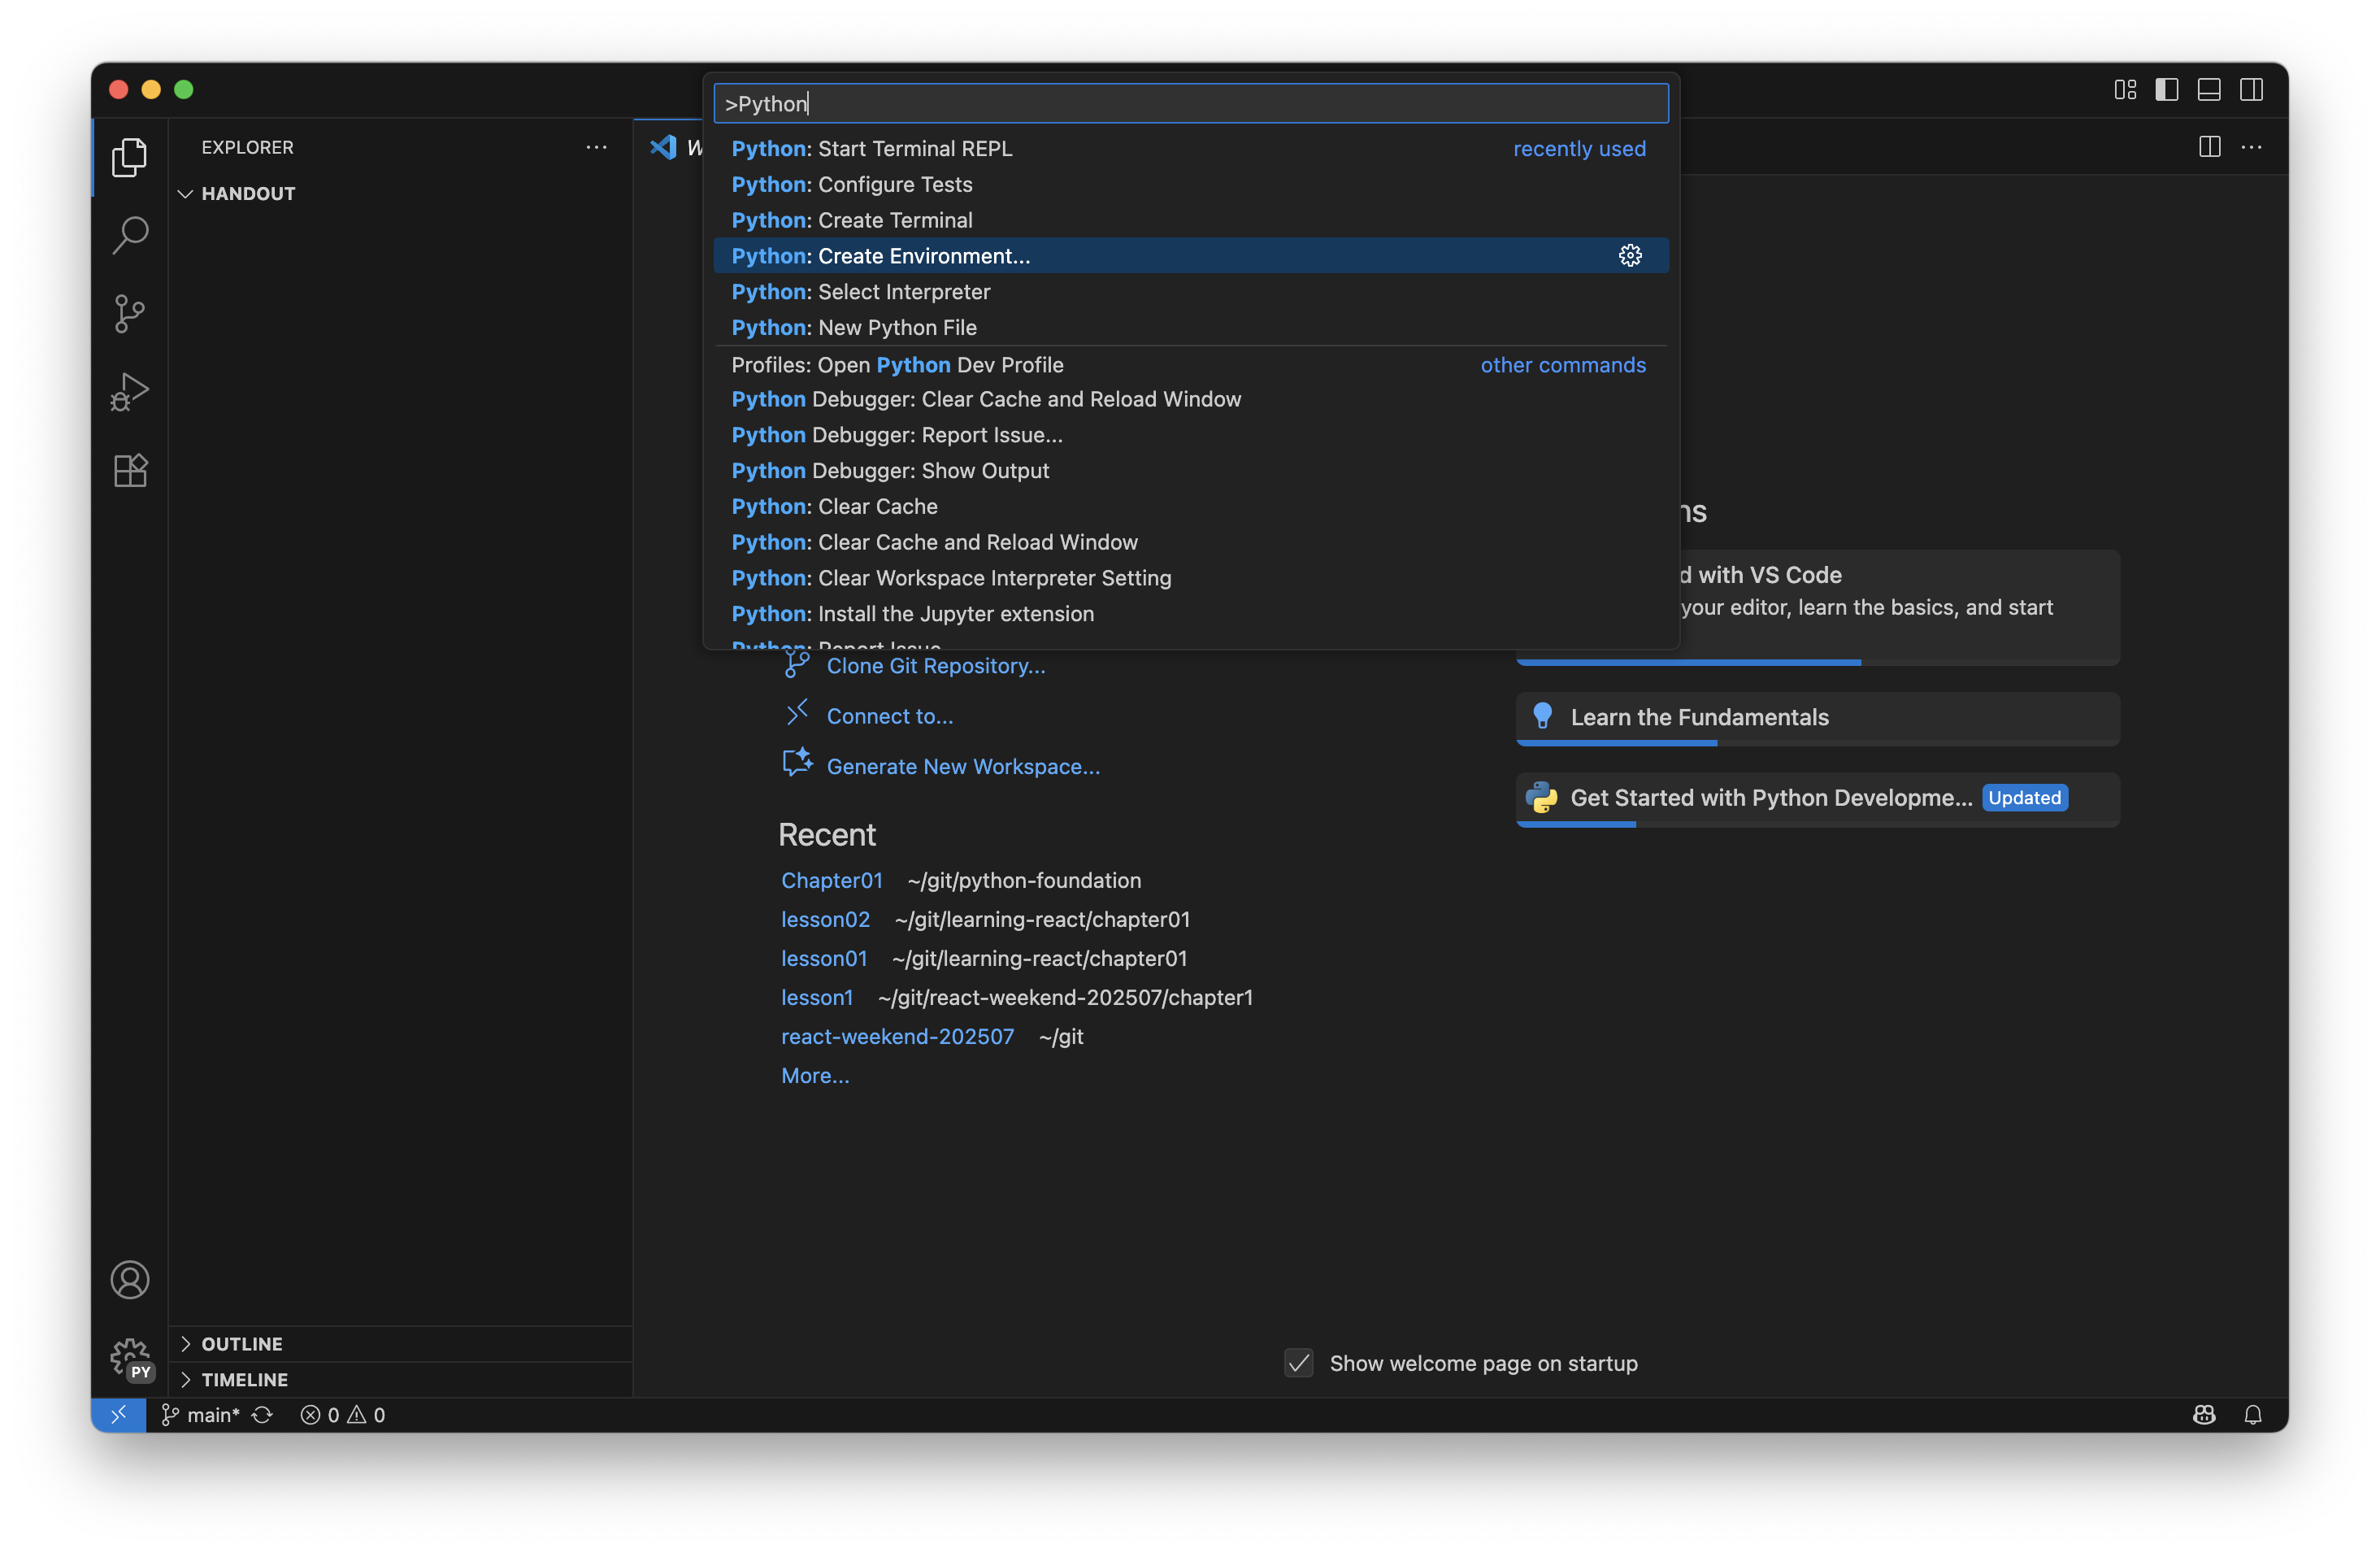 >Python
EXPLORER
HANDOUT
W
Python: Start Terminal REPL recently used
Python: Configure Tests
Python: Create Terminal
Python: Create Environment...
Python: Select Interpreter
Python: New Python File
Profiles: Open Python Dev Profile other commands
Python Debugger: Clear Cache and Reload Window
Python Debugger: Report Issue...
Python Debugger: Show Output
Python: Clear Cache
Python: Clear Cache and Reload Window
Python: Clear Workspace Interpreter Setting
Python: Install the Jupyter extension
Python: Report Issue
Clone Git Repository...
Connect to...
Generate New Workspace...
Recent
Chapter01 ~/git/python-foundation
lesson02 ~/git/learning-react/chapter01
lesson01 ~/git/learning-react/chapter01
lesson1 ~/git/react-weekend-202507/chapter1
react-weekend-202507 ~/git
More...
ns
d with VS Code
your editor, learn the basics, and start
Learn the Fundamentals
Get Started with Python Developme... Updated
Show welcome page on startup
OUTLINE
PY
TIMELINE
main* 0 0